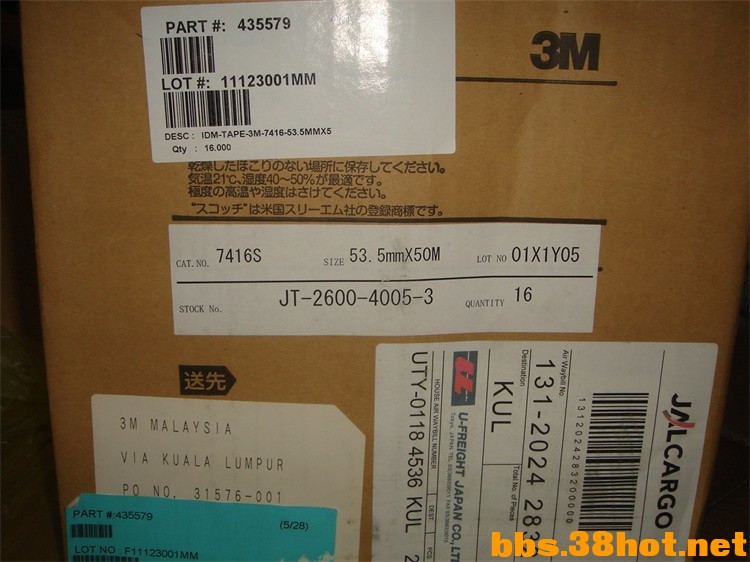 PART #: 435579
LOT #: 11123001MM
DESC : IDM-TAPE-3M-7416-53.5MMX5
Qty : 16.000
3M
乾燥したほこりのない場所に保存してください。
気温21℃、湿度40~50%が最適です。
極度の高温や湿度はさけてください。
"スコッチ"は米国スリーエム社の登録商標です。
CAT.NO. 7416S SIZE 53.5mmX50M LOT NO 01X1Y05
STOCK No. JT-2600-4005-3 QUANTITY 16
送先
3M MALAYSIA
VIA KUALA LUMPUR
PO NO. 31576-001
PART #:435579
(5/28)
LOT NO : F11123001MM
JALCARGO
1312024283200000
Air Waybill No.
131-2024 283
Destination
KUL
Total No. of Pieces
U-FREIGHT JAPAN CO., LT
HOUSE AIR WAYBILL NUMBER
DEST
PCS
UTY-0118 4536 KUL 2
bbs.38hot.net